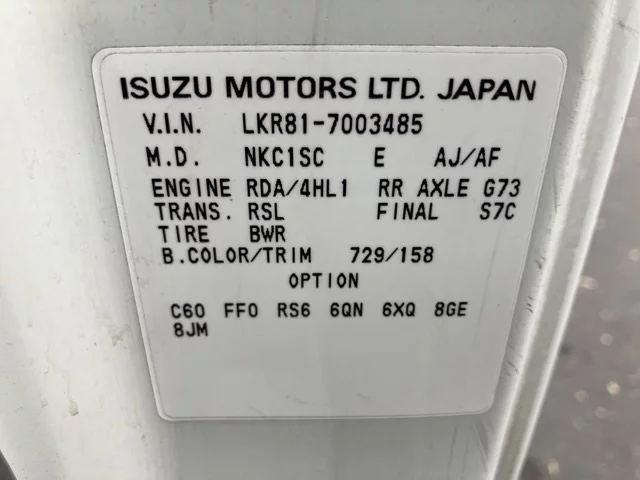 ISUZU MOTORS LTD. JAPAN
V.I.N. LKR81-7003485
M.D. NKC1SC E AJ/AF
ENGINE RDA/4HL1 RR AXLE G73
TRANS. RSL FINAL S7C
TIRE BWR
B.COLOR/TRIM 729/158
OPTION
C60 FF0 RS6 6QN 6XQ 8GE
8JM